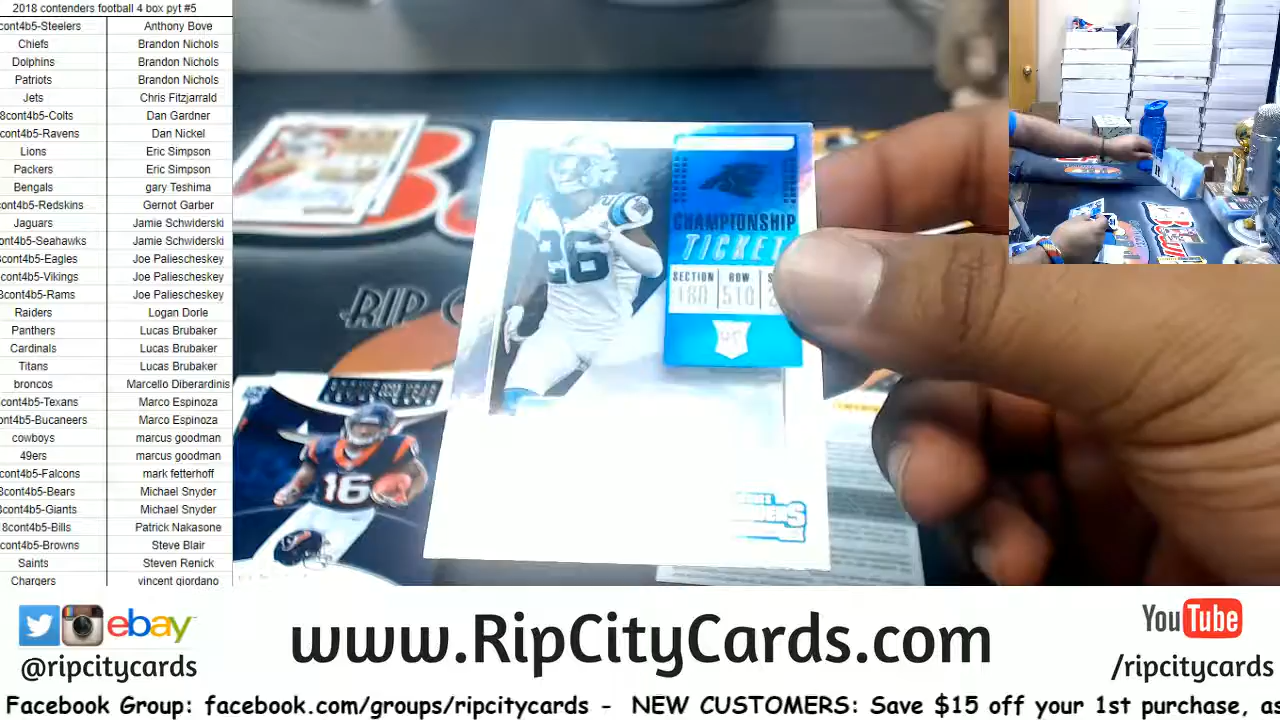 2018 contenders football 4 box pyt #5
cont4b5-Steelers Anthony Bove
Chiefs Brandon Nichols
Dolphins Brandon Nichols
Patriots Brandon Nichols
Jets Chris Fitzjarrald
8cont4b5-Colts Dan Gardner
cont4b5-Ravens Dan Nickel
Lions Eric Simpson
Packers Eric Simpson
Bengals gary Teshima
cont4b5-Redskins Gernot Garber
Jaguars Jamie Schwiderski
ont4b5-Seahawks Jamie Schwiderski
8cont4b5-Eagles Joe Paliescheskey
cont4b5-Vikings Joe Paliescheskey
8cont4b5-Rams Joe Paliescheskey
Raiders Logan Dorle
Panthers Lucas Brubaker
Cardinals Lucas Brubaker
Titans Lucas Brubaker
broncos Marcello Diberardinis
cont4b5-Texans Marco Espinoza
nt4b5-Bucaneers Marco Espinoza
cowboys marcus goodman
49ers marcus goodman
cont4b5-Falcons mark fetterhoff
8cont4b5-Bears Michael Snyder
8cont4b5-Giants Michael Snyder
8cont4b5-Bills Patrick Nakasone
cont4b5-Browns Steve Blair
Saints Steven Renick
Chargers vincent giordano
26
CHAMPIONSHIP
TICKET
SECTION ROW
180 510
RIP
16
ebay
@ripcitycards
www.RipCityCards.com
YouTube
/ripcitycards
Facebook Group: facebook.com/groups/ripcitycards - NEW CUSTOMERS: Save $15 off your 1st purchase, as